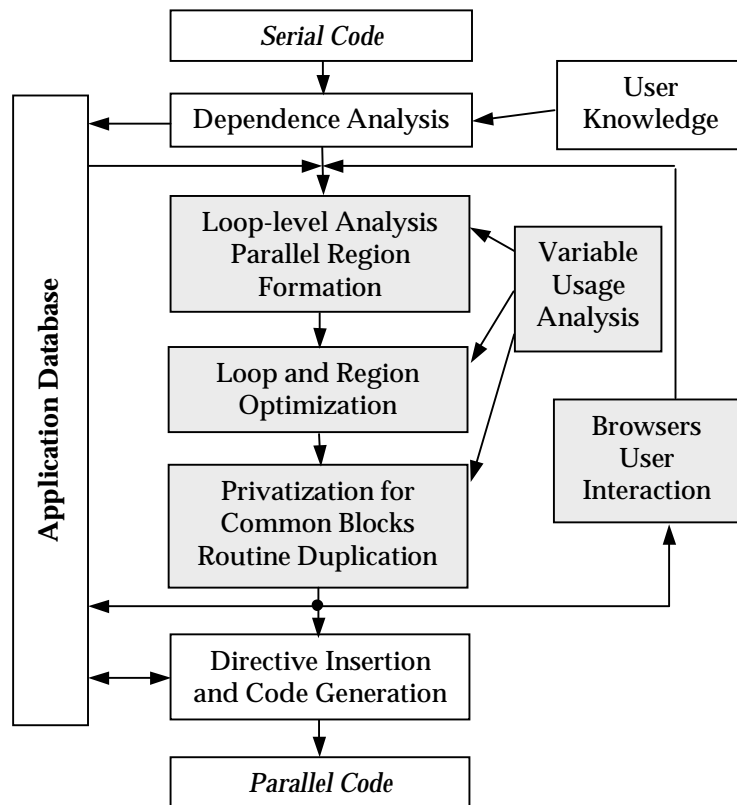 Serial Code
Dependence Analysis
User
Knowledge
Loop-level Analysis
Parallel Region
Formation
Variable
Usage
Analysis
Application Database
Loop and Region
Optimization
Browsers
User
Interaction
Privatization for
Common Blocks
Routine Duplication
Directive Insertion
and Code Generation
Parallel Code